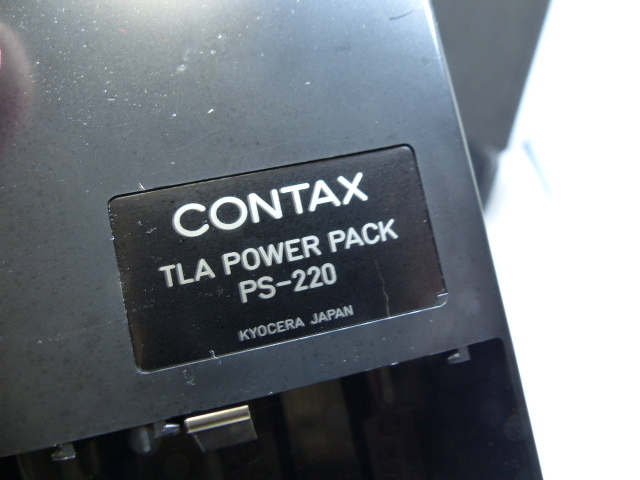 CONTAX
TLA POWER PACK
PS-220
KYOCERA JAPAN